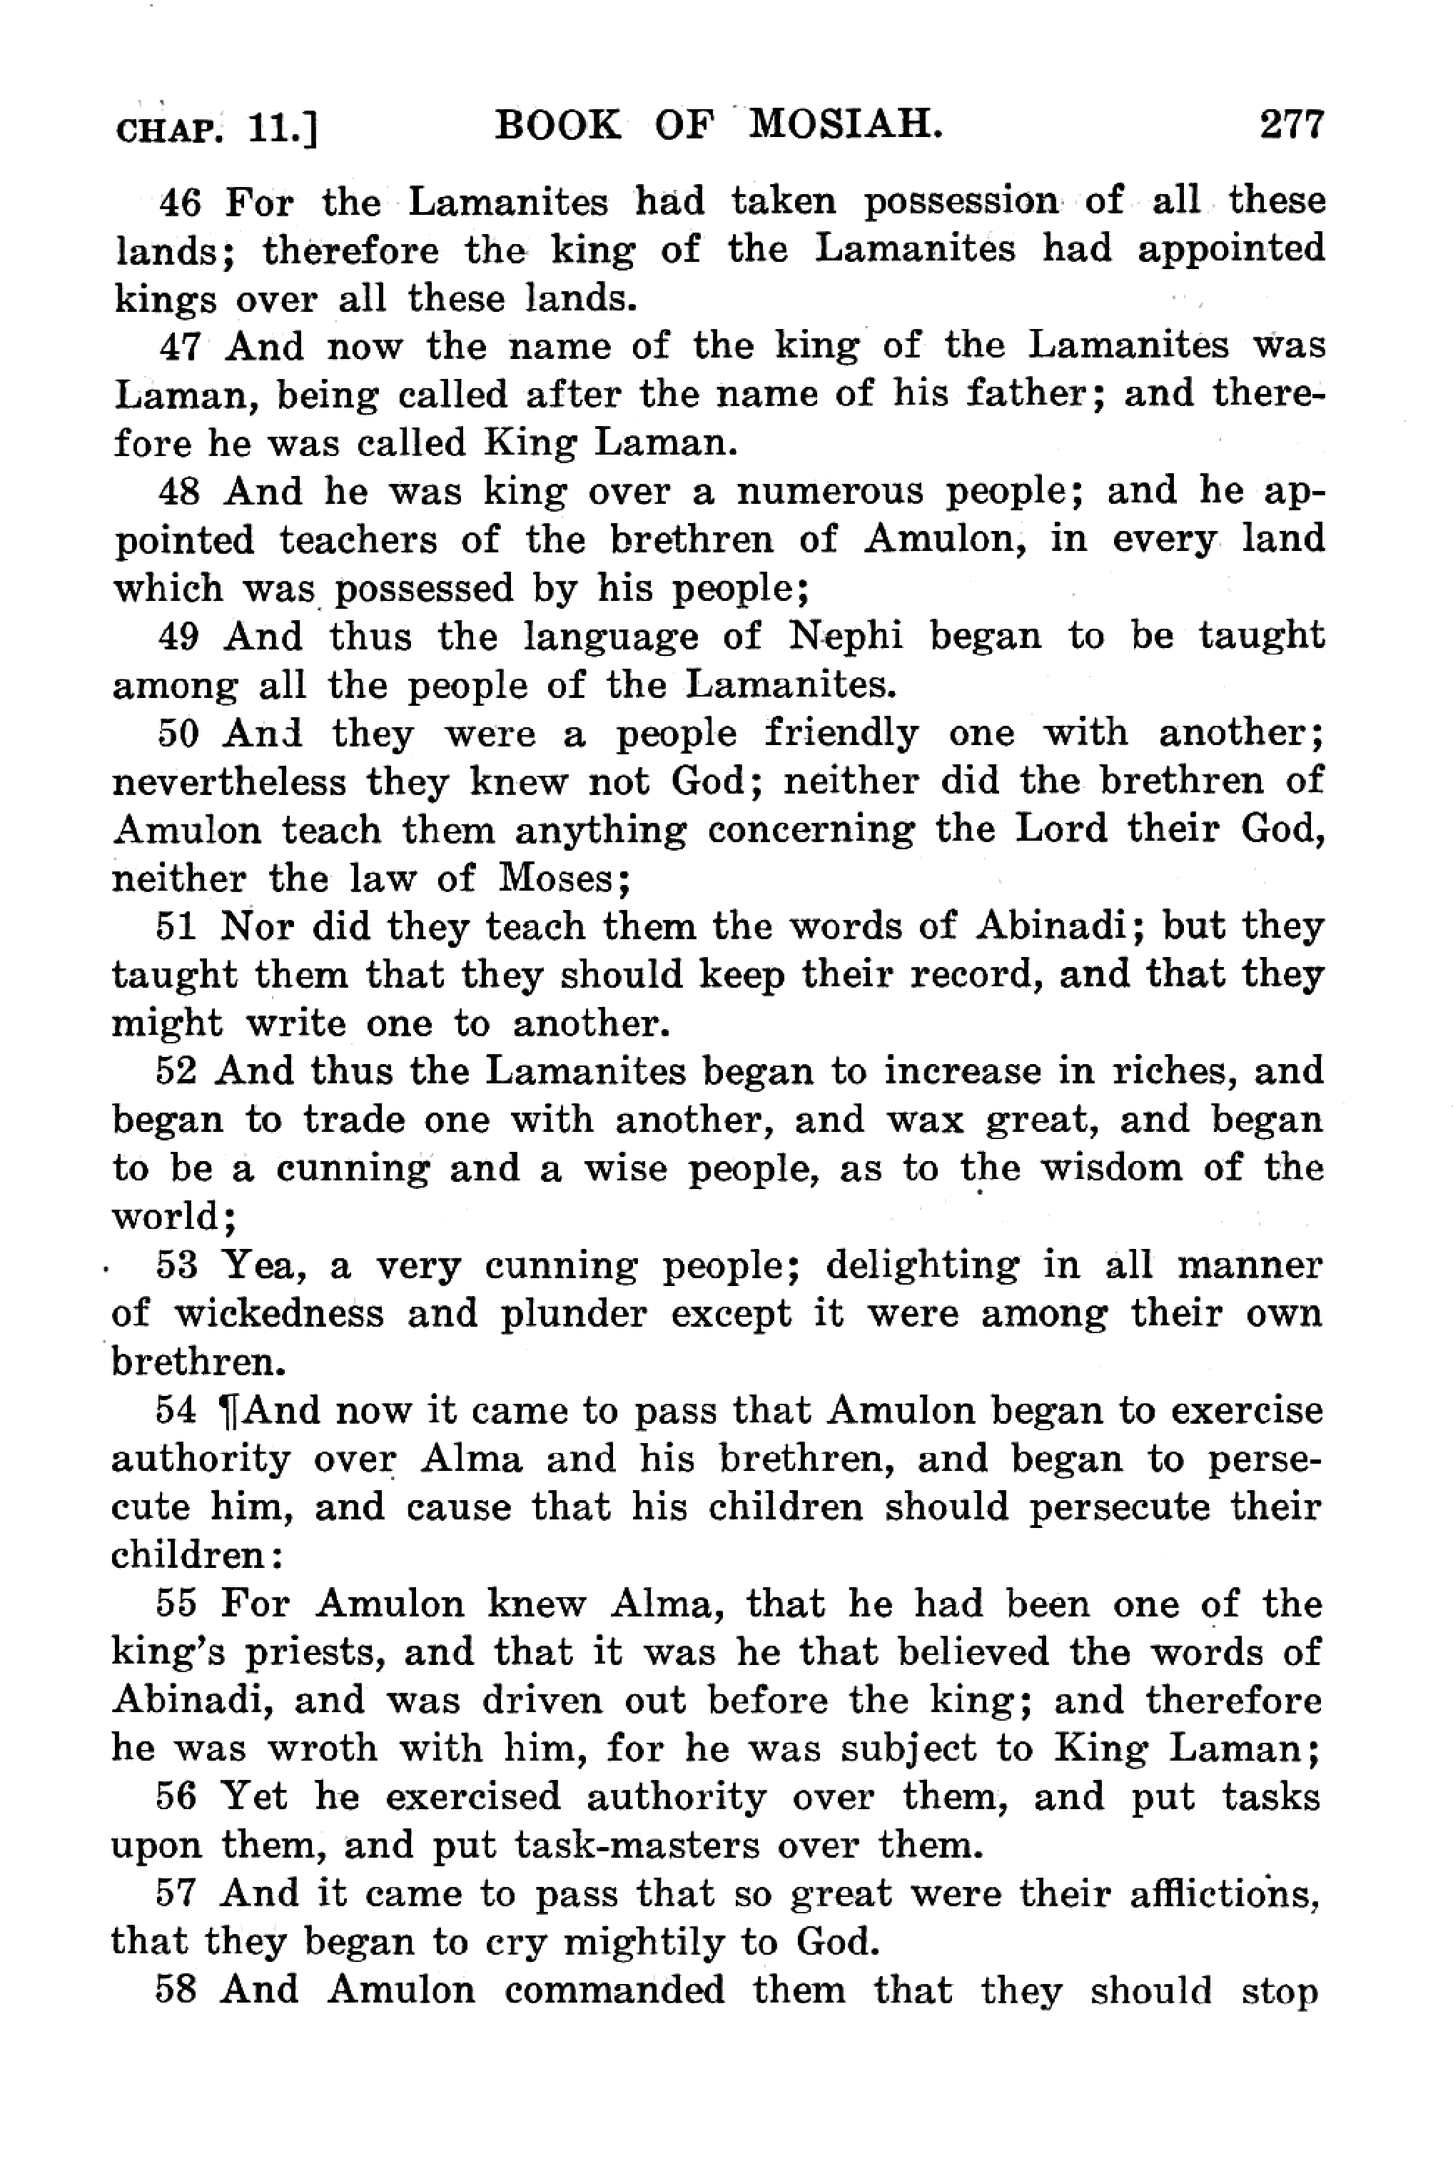 CHAP. 11.] BOOK OF MOSIAH. 277
46 For the Lamanites had taken possession of all these
lands; therefore the king of the Lamanites had appointed
kings over all these lands.
47 And now the name of the king of the Lamanites was
Laman, being called after the name of his father; and there-
fore he was called King Laman.
48 And he was king over a numerous people; and he ap-
pointed teachers of the brethren of Amulon, in every land
which was possessed by his people;
49 And thus the language of Nephi began to be taught
among all the people of the Lamanites.
50 And they were a people friendly one with another;
nevertheless they knew not God; neither did the brethren of
Amulon teach them anything concerning the Lord their God,
neither the law of Moses;
51 Nor did they teach them the words of Abinadi; but they
taught them that they should keep their record, and that they
might write one to another.
52 And thus the Lamanites began to increase in riches, and
began to trade one with another, and wax great, and began
to be a cunning and a wise people, as to the wisdom of the
world;
53 Yea, a very cunning people; delighting in all manner
of wickedness and plunder except it were among their own
brethren.
54 ¶And now it came to pass that Amulon began to exercise
authority over Alma and his brethren, and began to perse-
cute him, and cause that his children should persecute their
children:
55 For Amulon knew Alma, that he had been one of the
king's priests, and that it was he that believed the words of
Abinadi, and was driven out before the king; and therefore
he was wroth with him, for he was subject to King Laman;
56 Yet he exercised authority over them, and put tasks
upon them, and put task-masters over them.
57 And it came to pass that so great were their afflictions,
that they began to cry mightily to God.
58 And Amulon commanded them that they should stop